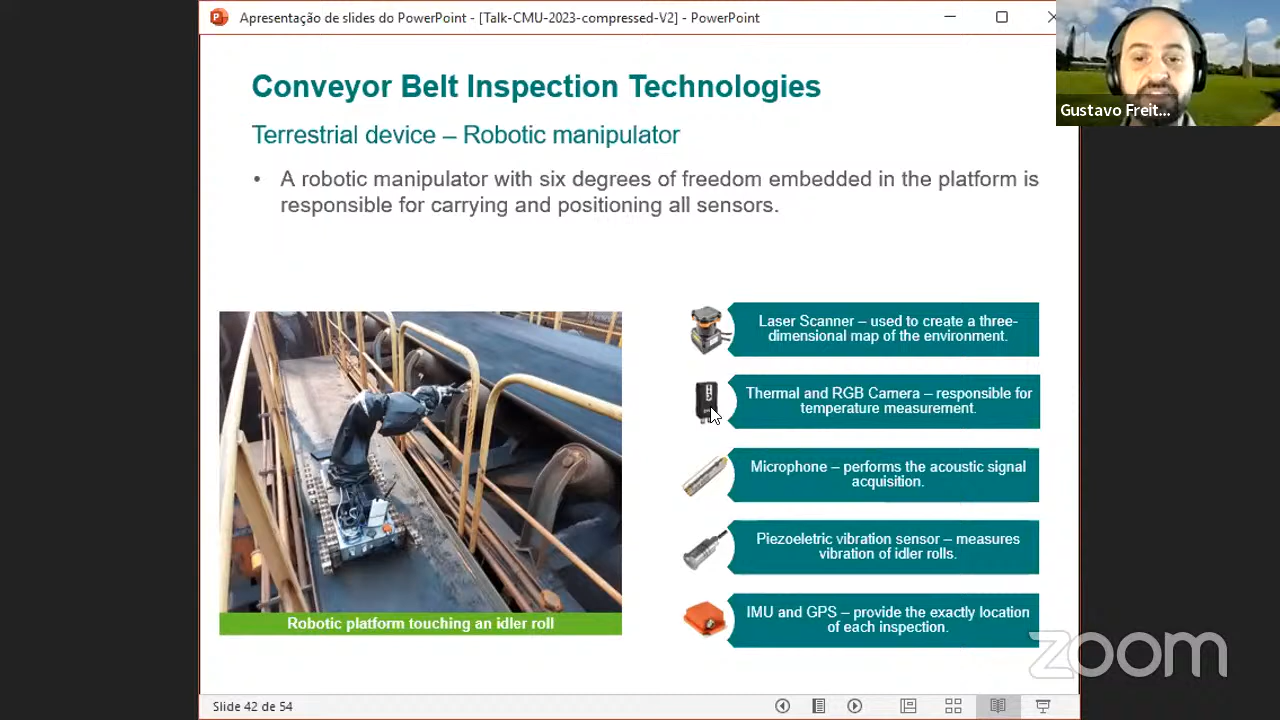 Apresentação de slides do PowerPoint - [Talk-CMU-2023-compressed-V2] - PowerPoint
Gustavo Freit...
Conveyor Belt Inspection Technologies
Terrestrial device – Robotic manipulator
• A robotic manipulator with six degrees of freedom embedded in the platform is
responsible for carrying and positioning all sensors.
Laser Scanner – used to create a three-
dimensional map of the environment.
Thermal and RGB Camera – responsible for
temperature measurement.
Microphone – performs the acoustic signal
acquisition.
Piezoeletric vibration sensor – measures
vibration of idler rolls.
IMU and GPS – provide the exactly location
of each inspection.
Robotic platform touching an idler roll
zoom
Slide 42 de 54